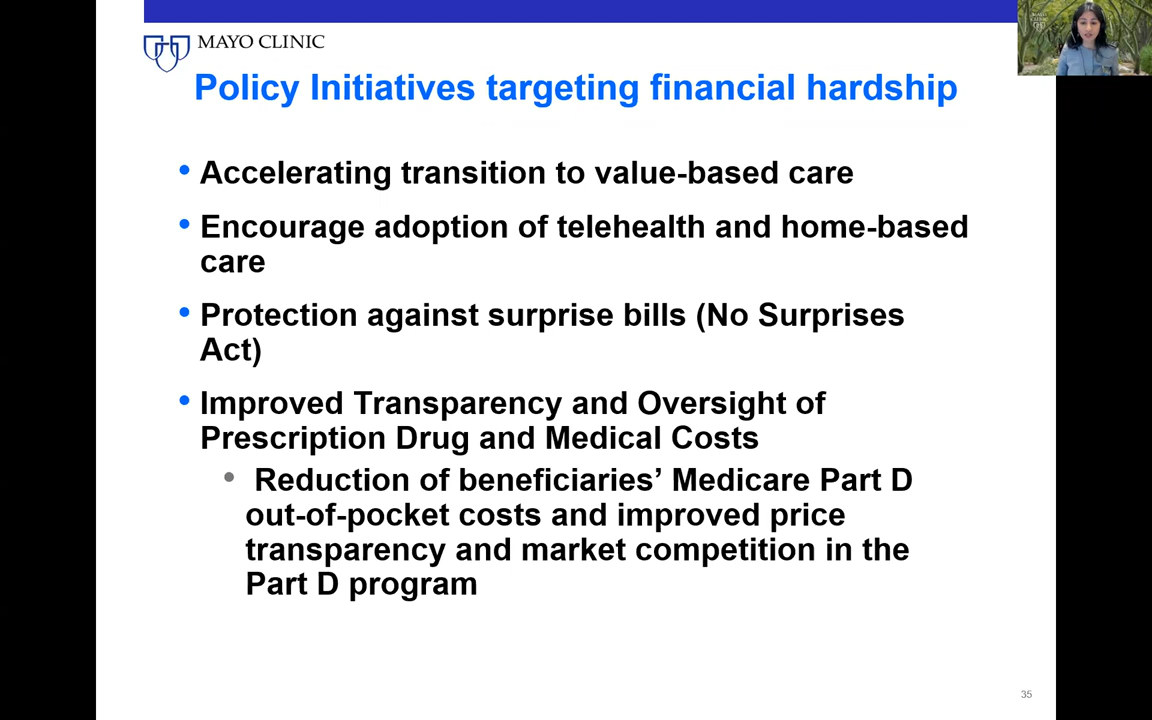 MAYO CLINIC
Policy Initiatives targeting financial hardship
• Accelerating transition to value-based care
• Encourage adoption of telehealth and home-based
care
• Protection against surprise bills (No Surprises
Act)
• Improved Transparency and Oversight of
Prescription Drug and Medical Costs
• Reduction of beneficiaries’ Medicare Part D
out-of-pocket costs and improved price
transparency and market competition in the
Part D program
35